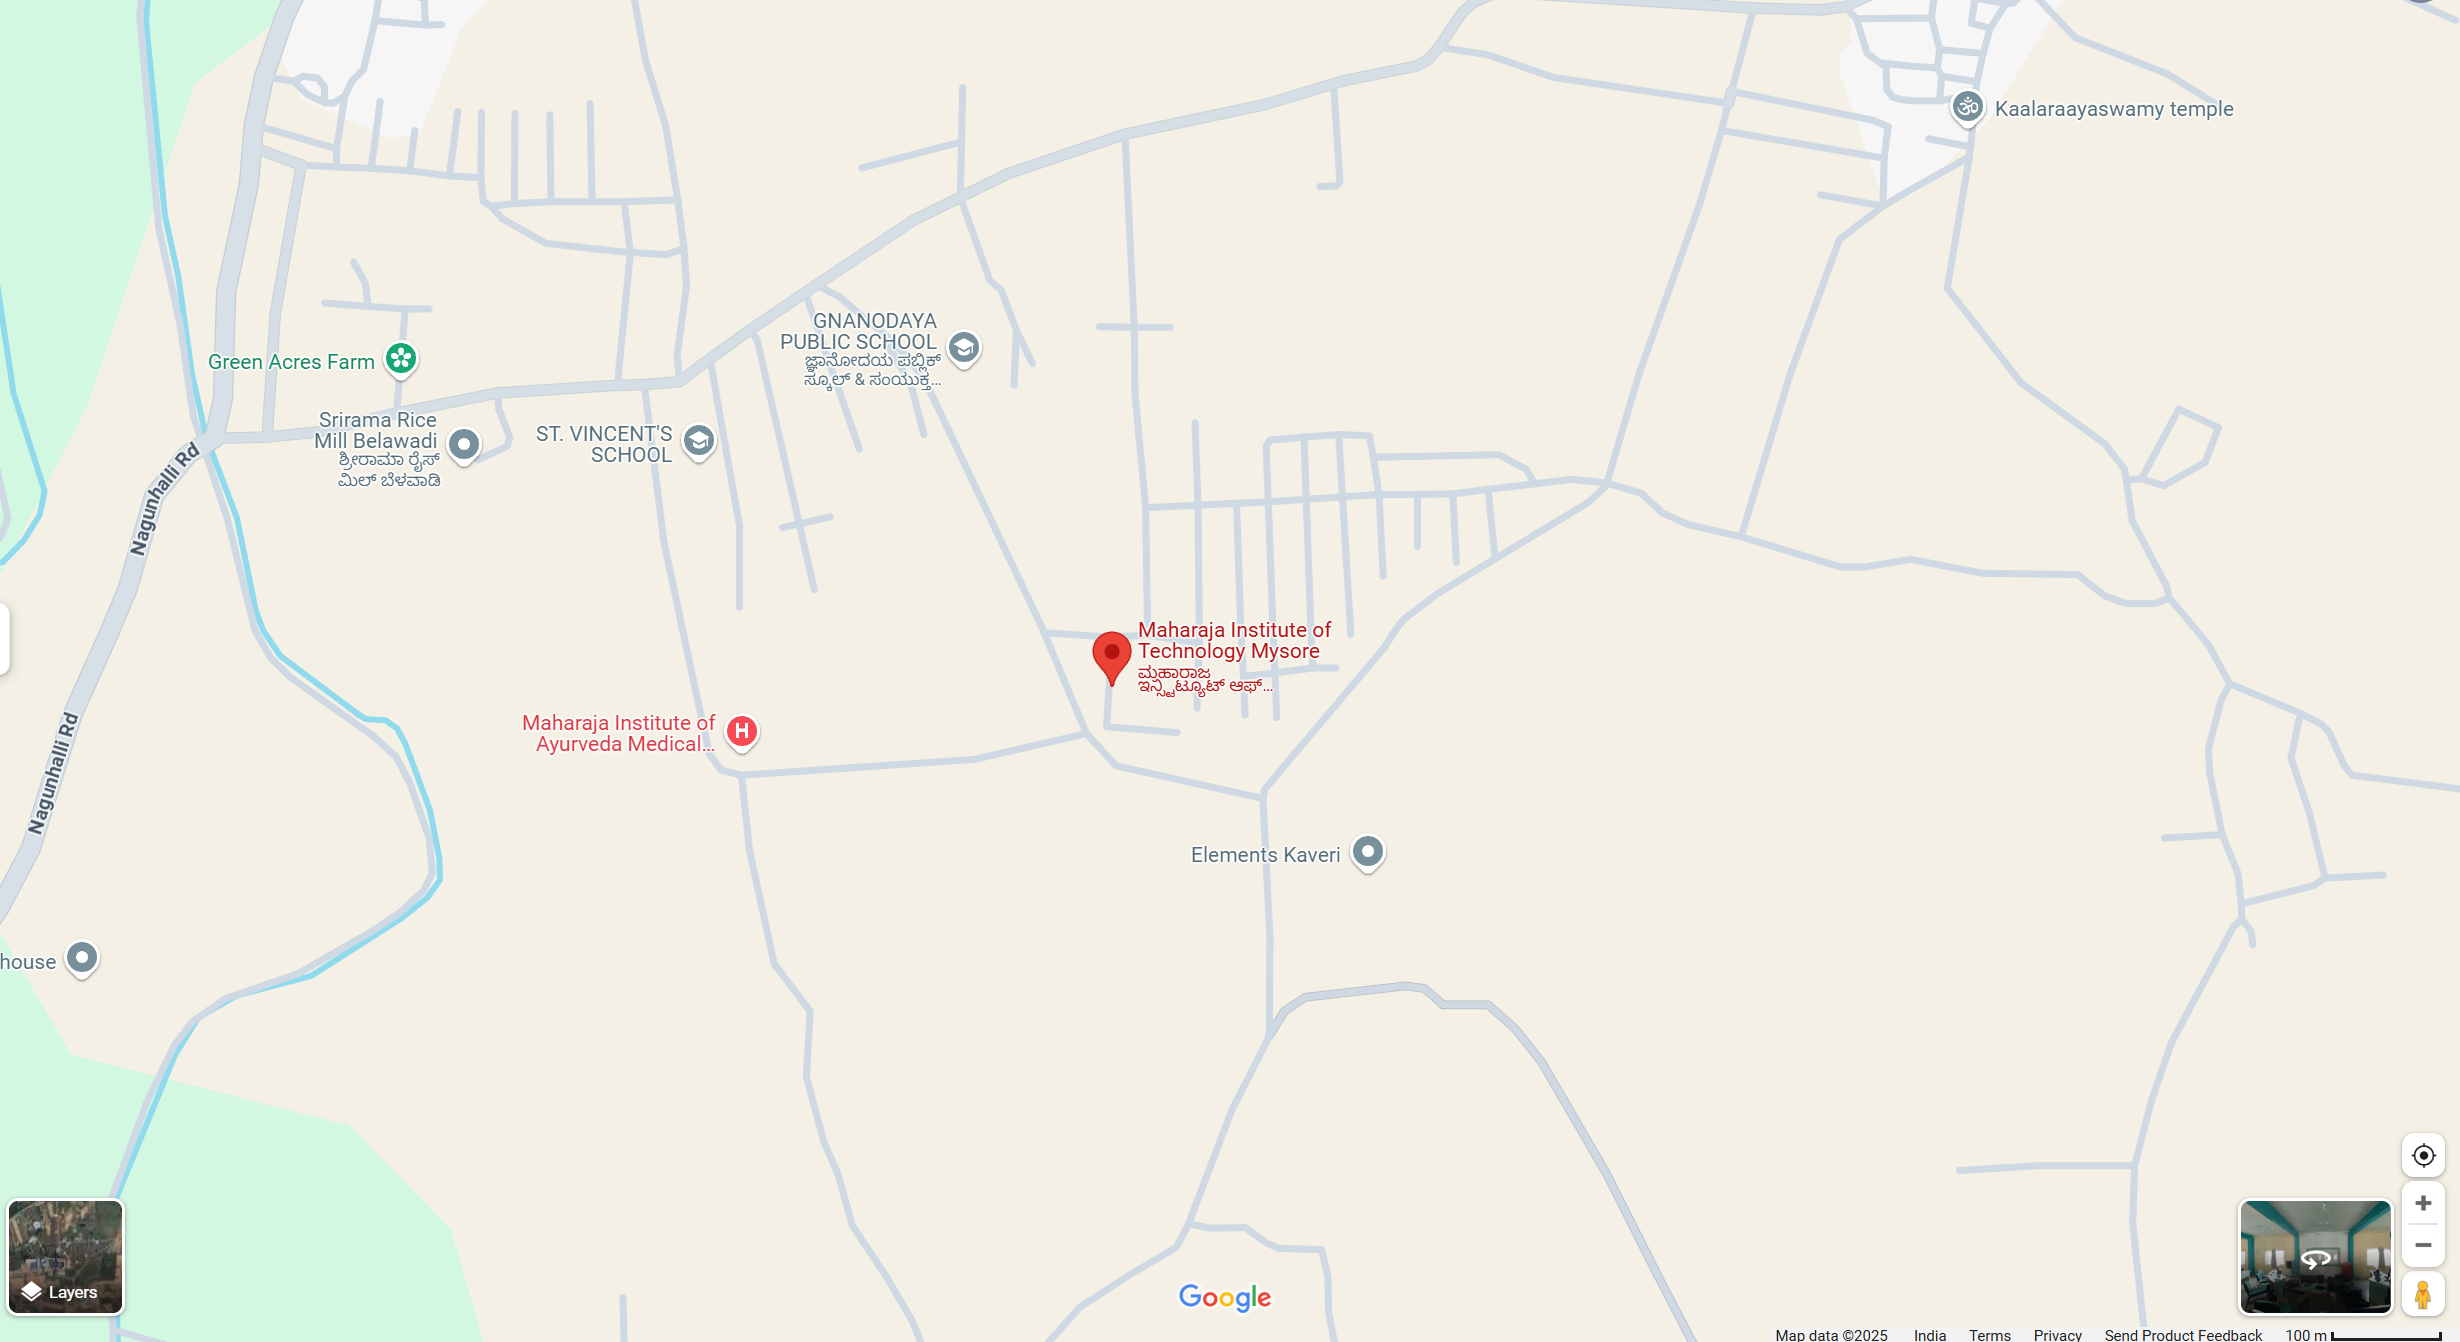 Kaalaraayaswamy temple
GNANODAYA
PUBLIC SCHOOL
ಜ್ಞಾನೋದಯ ಪಬ್ಲಿಕ್
ಸ್ಕೂಲ್ & ಸಂಯುಕ್ತ...
Green Acres Farm
Srirama Rice
Mill Belawadi
ಶ್ರೀರಾಮಾ ರೈಸ್
ಮಿಲ್ ಬೆಳವಾಡಿ
ST. VINCENT'S
SCHOOL
Nagunhalli Rd
Maharaja Institute of
Technology Mysore
ಮಹಾರಾಜ
ಇನ್ಸ್ಟಿಟ್ಯೂಟ್ ಆಫ್...
Maharaja Institute of
Ayurveda Medical...
H
Nagunhalli Rd
Elements Kaveri
house
Layers
Google
Map data ©2025 India Terms Privacy Send Product Feedback 100 m